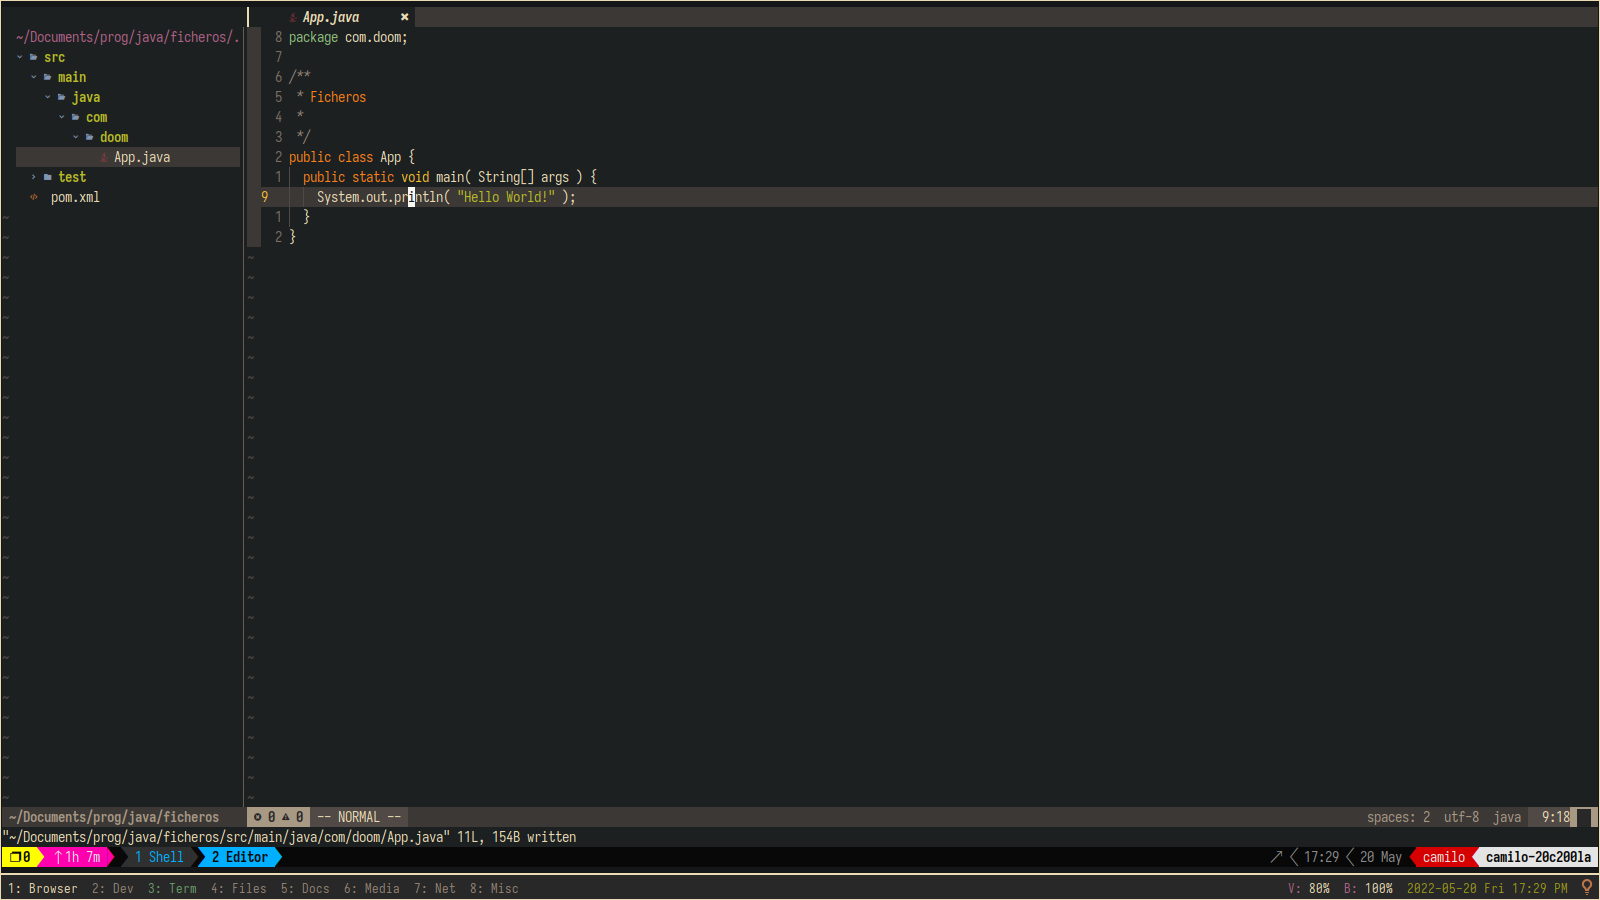 App.java ✖
~/Documents/prog/java/ficheros/.
src
main
java
com
doom
App.java
test
pom.xml
8 package com.doom;
7
6 /**
5  * Ficheros
4  *
3  */
2 public class App {
1   public static void main( String[] args ) {
9     System.out.println( "Hello World!" );
1   }
2 }
~/Documents/prog/java/ficheros 0 0 -- NORMAL -- spaces: 2 utf-8 java 9:18
"~/Documents/prog/java/ficheros/src/main/java/com/doom/App.java" 11L, 154B written
0 ↑1h 7m 1 Shell 2 Editor ↗ 17:29 20 May camilo camilo-20c200la
1: Browser 2: Dev 3: Term 4: Files 5: Docs 6: Media 7: Net 8: Misc V: 80% B: 100% 2022-05-20 Fri 17:29 PM